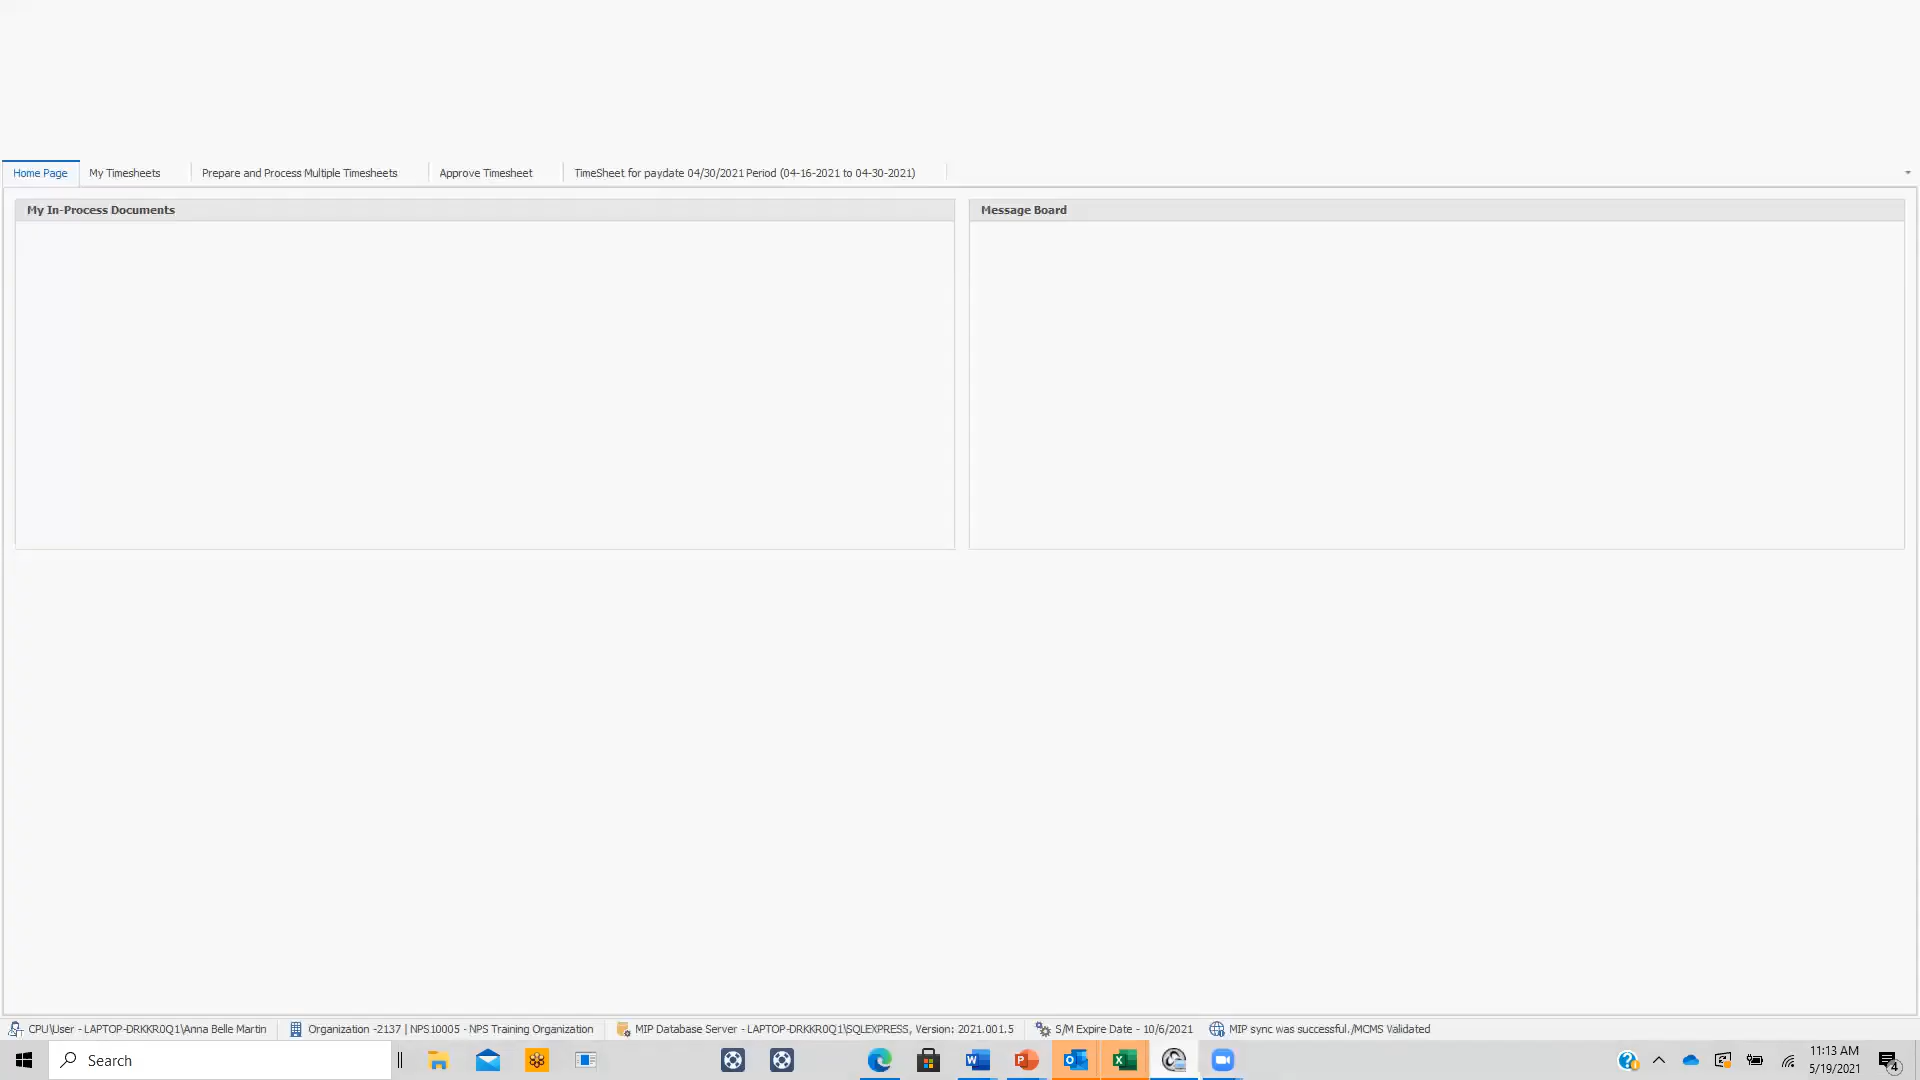 Home Page
My Timesheets
Prepare and Process Multiple Timesheets
Approve Timesheet
TimeSheet for paydate 04/30/2021 Period (04-16-2021 to 04-30-2021)
My In-Process Documents
Message Board
CPU\User - LAPTOP-DRKKR0Q1\Anna Belle Martin
Organization -2137 | NPS10005 - NPS Training Organization
MIP Database Server - LAPTOP-DRKKR0Q1\SQLEXPRESS, Version: 2021.001.5
S/M Expire Date - 10/6/2021
MIP sync was successful./MCMS Validated
Search
11:13 AM
5/19/2021
4